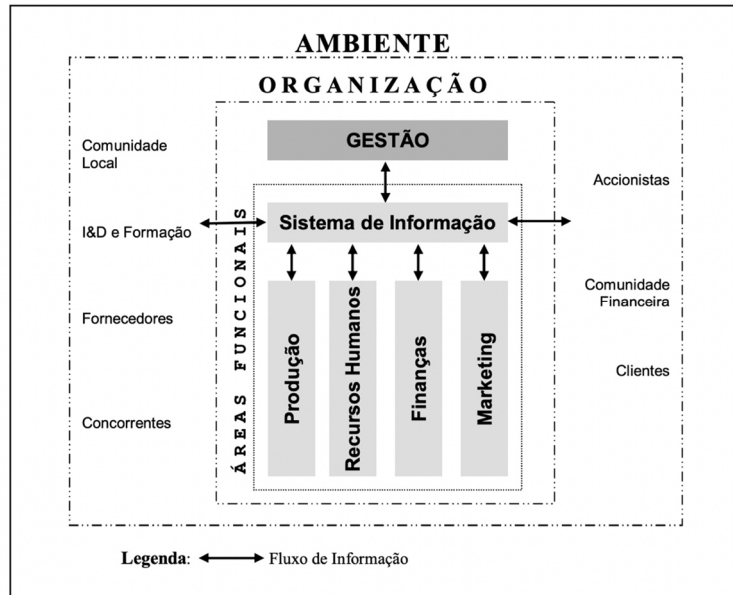 AMBIENTE
ORGANIZAÇÃO
GESTÃO
Comunidade
Local
Accionistas
Sistema de Informação
I&D e Formação
ÁREAS FUNCIONAIS
Comunidade
Financeira
Fornecedores
Produção
Recursos Humanos
Finanças
Marketing
Clientes
Concorrentes
Legenda: Fluxo de Informação